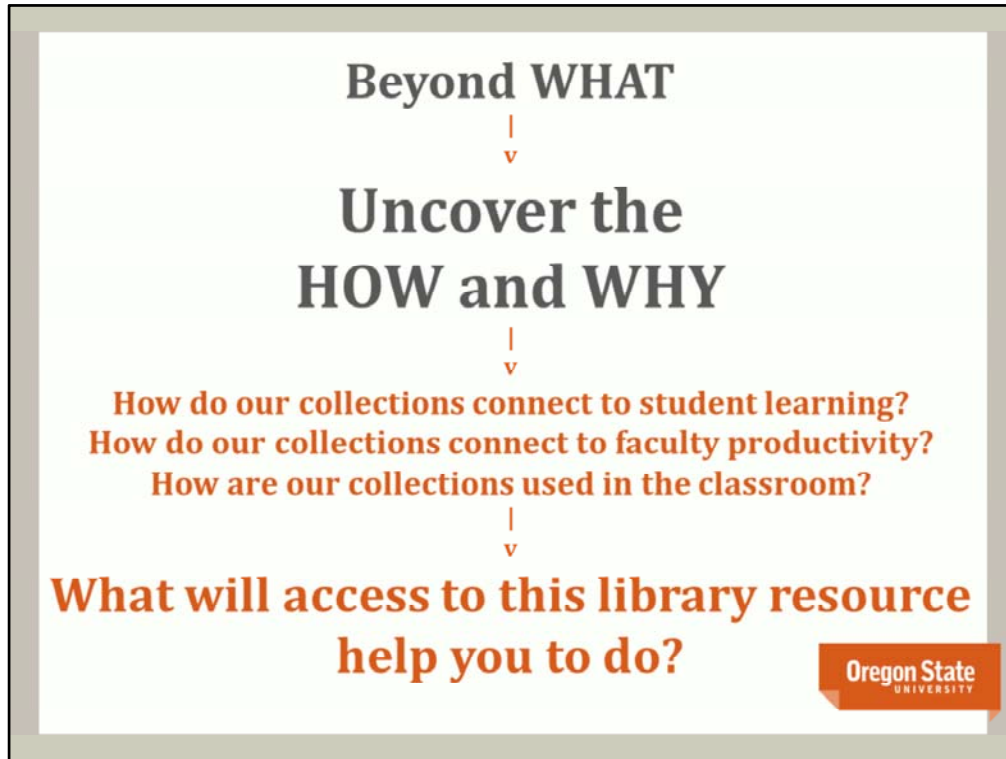 Beyond WHAT
|
v
Uncover the
HOW and WHY
|
v
How do our collections connect to student learning?
How do our collections connect to faculty productivity?
How are our collections used in the classroom?
|
v
What will access to this library resource
help you to do?
Oregon State
UNIVERSITY